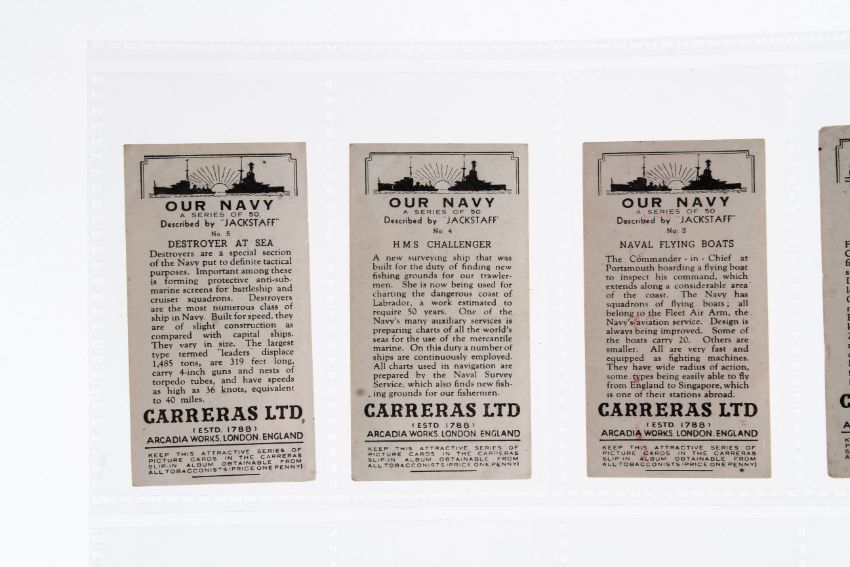 OUR NAVY
A SERIES OF 50
Described by "JACKSTAFF"
No. 5
DESTROYER AT SEA
Destroyers are a special section
of the Navy put to definite tactical
purposes. Important among these
is forming protective anti-sub-
marine screens for battleship and
cruiser squadrons. Destroyers
are the most numerous class of
ship in Navy. Built for speed, they
are of slight construction as
compared with capital ships.
They vary in size. The largest
type termed "leaders" displace
1,485 tons, are 319 feet long,
carry 4-inch guns and nests of
torpedo tubes, and have speeds
as high as 36 knots, equivalent
to 40 miles.
CARRERAS LTD
(ESTD. 1788)
ARCADIA WORKS, LONDON, ENGLAND
KEEP THIS ATTRACTIVE SERIES OF
PICTURE CARDS IN THE CARRERAS
SLIP-IN ALBUM OBTAINABLE FROM
ALL TOBACCONISTS (PRICE ONE PENNY)
OUR NAVY
A SERIES OF 50
Described by "JACKSTAFF"
No. 4
HMS CHALLENGER
A new surveying ship that was
built for the duty of finding new
fishing grounds for our trawler-
men. She is now being used for
charting the dangerous coast of
Labrador, a work estimated to
require 50 years. One of the
Navy's many auxiliary services is
preparing charts of all the world's
seas for the use of the mercantile
marine. On this duty a number of
ships are continuously employed.
All charts used in navigation are
prepared by the Naval Survey
Service, which also finds new fish-
ing grounds for our fishermen.
CARRERAS LTD
(ESTD. 1788)
ARCADIA WORKS, LONDON, ENGLAND
KEEP THIS ATTRACTIVE SERIES OF
PICTURE CARDS IN THE CARRERAS
SLIP-IN ALBUM OBTAINABLE FROM
ALL TOBACCONISTS (PRICE ONE PENNY)
OUR NAVY
A SERIES OF 50
Described by "JACKSTAFF"
No. 3
NAVAL FLYING BOATS
The Commander - in - Chief at
Portsmouth boarding a flying boat
to inspect his command, which
extends along a considerable area
of the coast. The Navy has
squadrons of flying boats; all
belong to the Fleet Air Arm, the
Navy's aviation service. Design is
always being improved. Some of
the boats carry 20. Others are
smaller. All are very fast and
equipped as fighting machines.
They have wide radius of action,
some types being easily able to fly
from England to Singapore, which
is one of their stations abroad.
CARRERAS LTD
(ESTD. 1788)
ARCADIA WORKS, LONDON, ENGLAND
KEEP THIS ATTRACTIVE SERIES OF
PICTURE CARDS IN THE CARRERAS
SLIP-IN ALBUM OBTAINABLE FROM
ALL TOBACCONISTS (PRICE ONE PENNY)